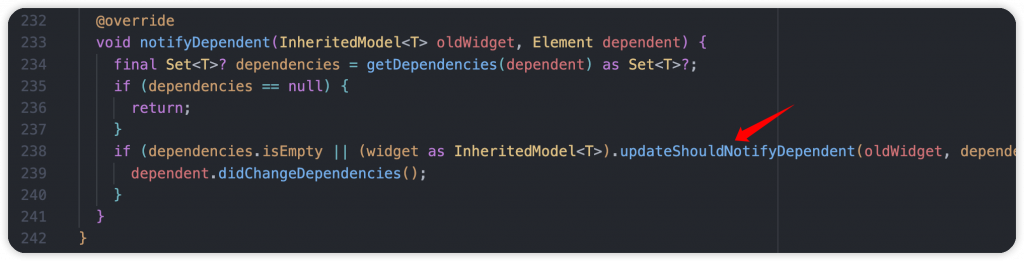 232 @override
233 void notifyDependent(InheritedModel<T> oldWidget, Element dependent) {
234 final Set<T>? dependencies = getDependencies(dependent) as Set<T>?;
235 if (dependencies == null) {
236 return;
237 }
238 if (dependencies.isEmpty || (widget as InheritedModel<T>).updateShouldNotifyDependent(oldWidget, depende
239 dependent.didChangeDependencies();
240 }
241 }
242 }